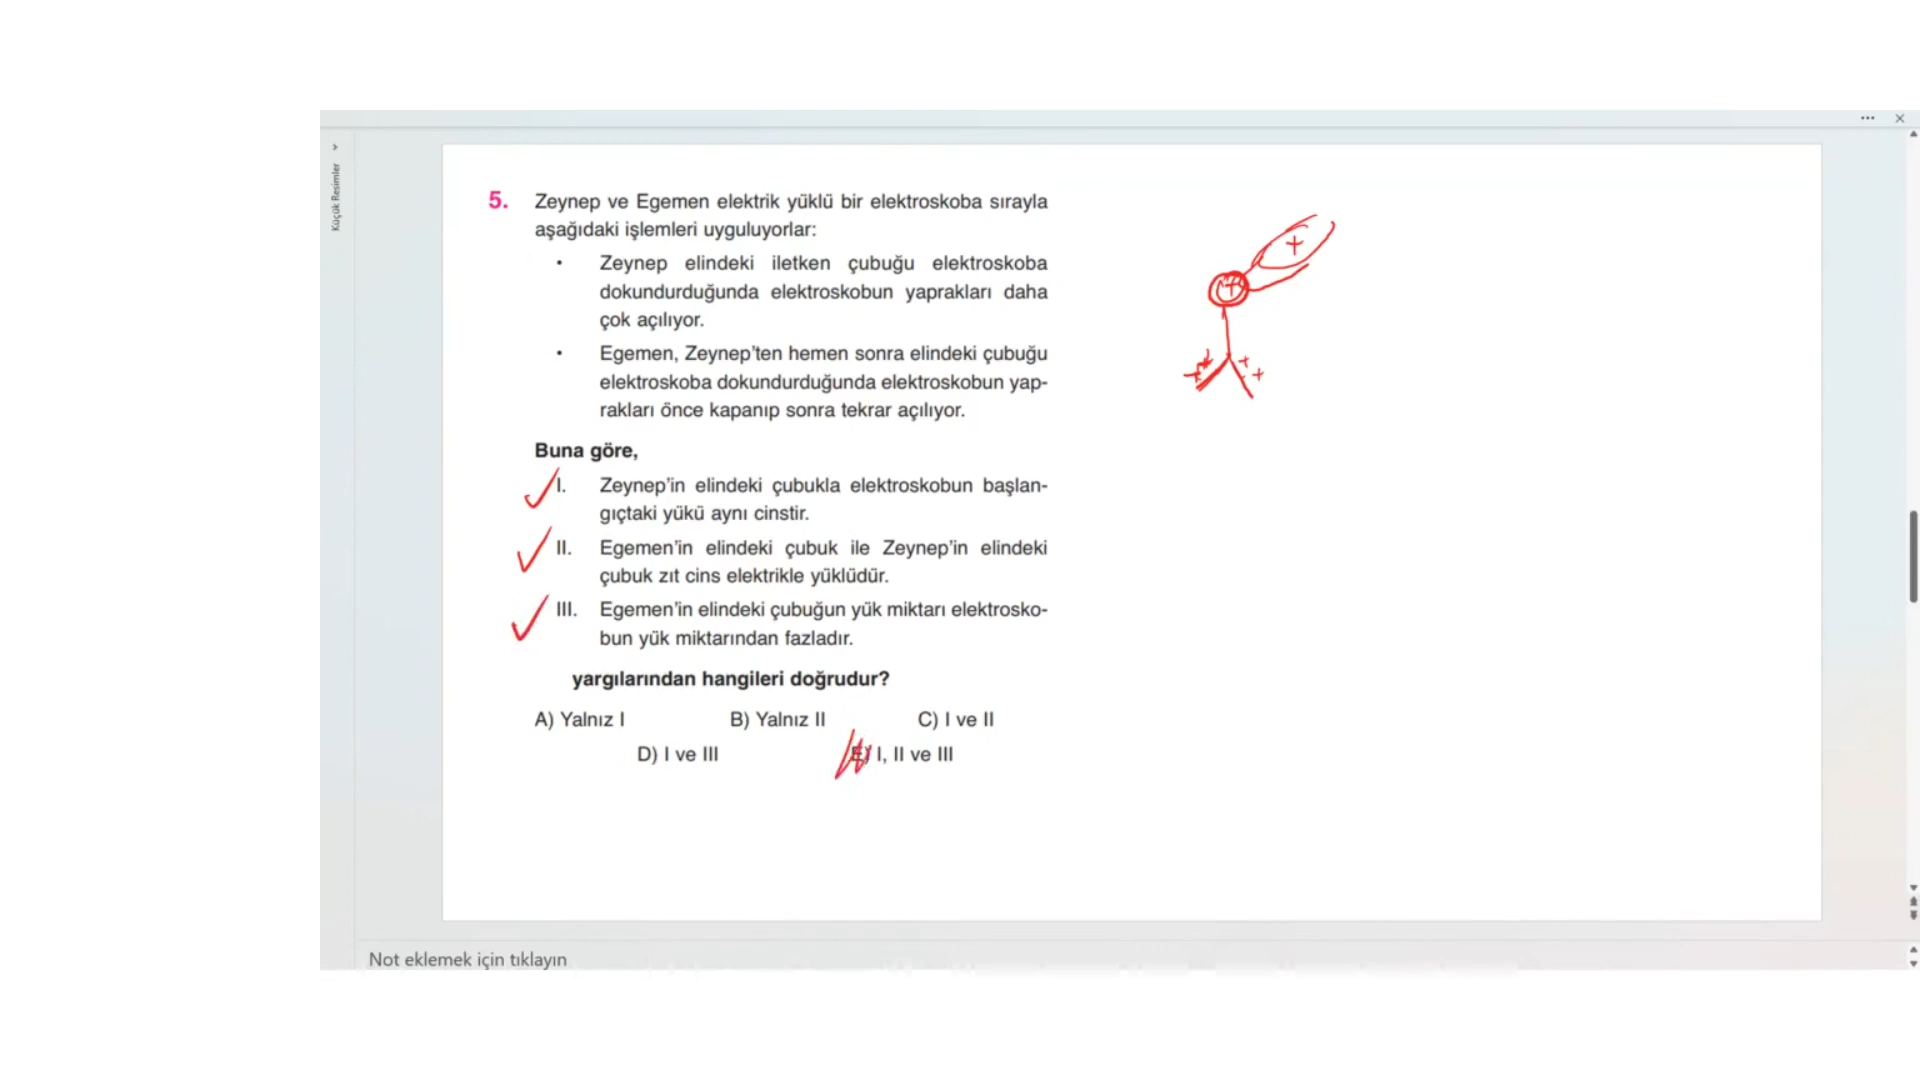 Küçük Resimler
5. Zeynep ve Egemen elektrik yüklü bir elektroskoba sırayla
aşağıdaki işlemleri uyguluyorlar:
• Zeynep elindeki iletken çubuğu elektroskoba
dokundurduğunda elektroskobun yaprakları daha
çok açılıyor.
• Egemen, Zeynep’ten hemen sonra elindeki çubuğu
elektroskoba dokundurduğunda elektroskobun yap-
rakları önce kapanıp sonra tekrar açılıyor.
Buna göre,
I. Zeynep’in elindeki çubukla elektroskobun başlan-
gıçtaki yükü aynı cinstir.
II. Egemen’in elindeki çubuk ile Zeynep’in elindeki
çubuk zıt cins elektrikle yüklüdür.
III. Egemen’in elindeki çubuğun yük miktarı elektrosko-
bun yük miktarından fazladır.
yargılarından hangileri doğrudur?
A) Yalnız I B) Yalnız II C) I ve II
D) I ve III E) I, II ve III
+
+
+ +
Not eklemek için tıklayın